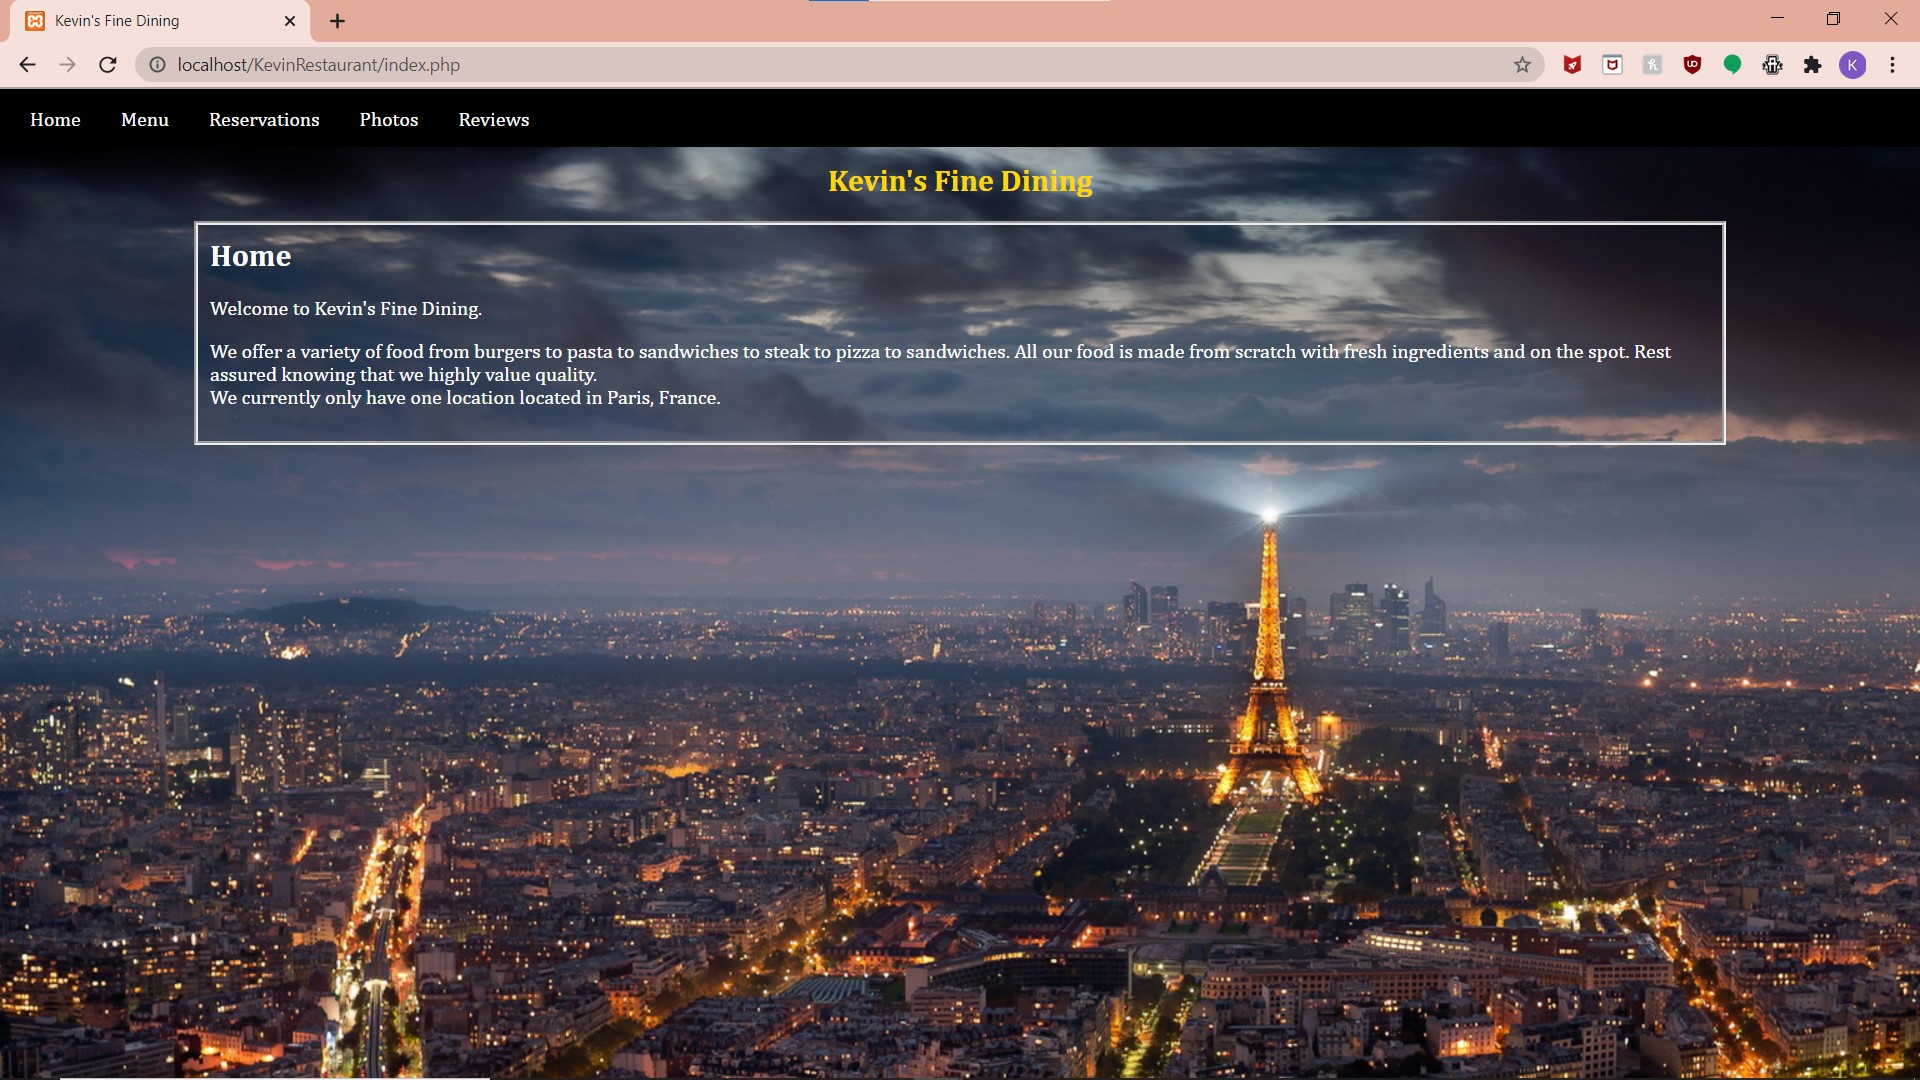 Kevin's Fine Dining
localhost/KevinRestaurant/index.php
K
Home Menu Reservations Photos Reviews
Kevin's Fine Dining
Home
Welcome to Kevin's Fine Dining.
We offer a variety of food from burgers to pasta to sandwiches to steak to pizza to sandwiches. All our food is made from scratch with fresh ingredients and on the spot. Rest
assured knowing that we highly value quality.
We currently only have one location located in Paris, France.